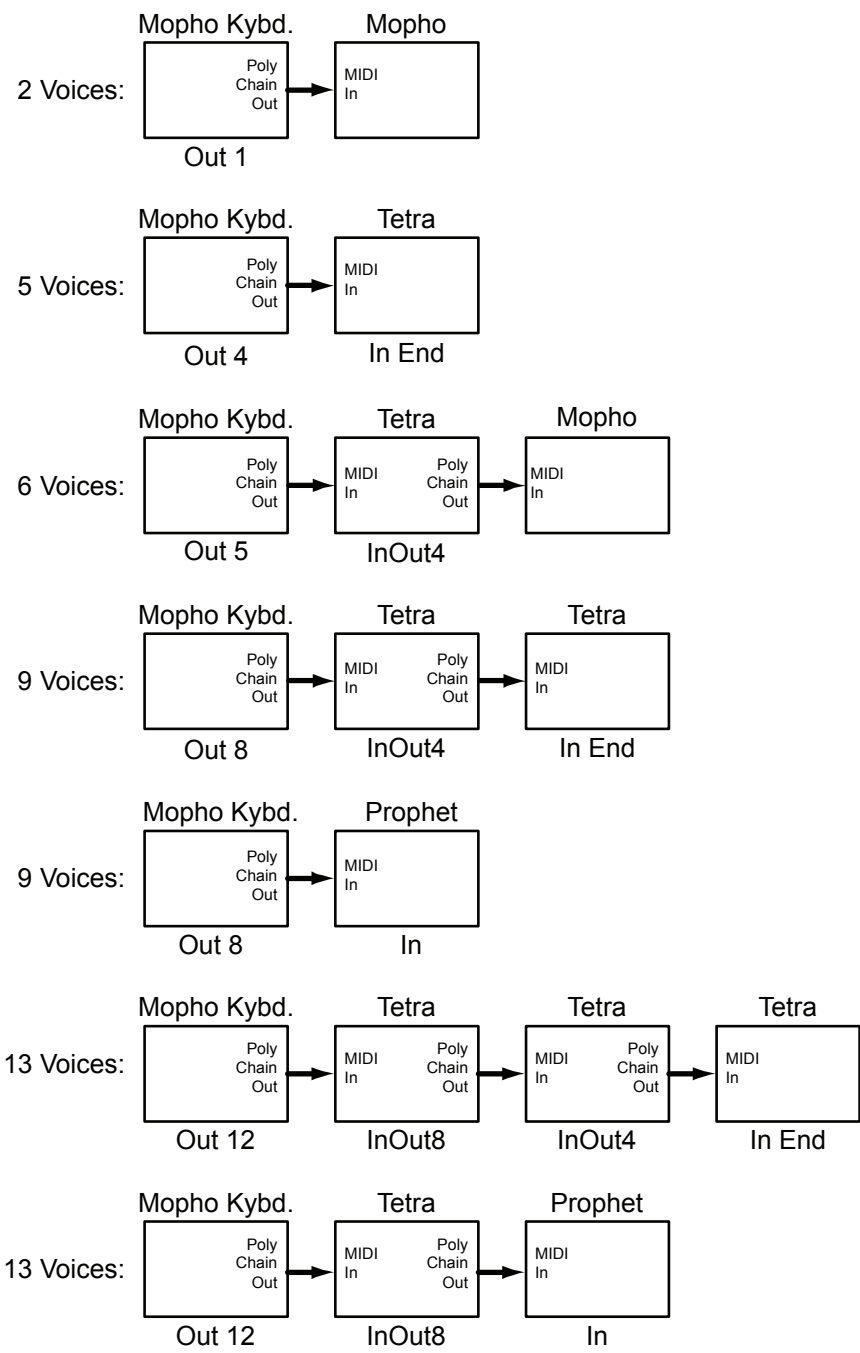 Mopho Kybd. Mopho
2 Voices:
Poly
Chain
Out
MIDI
In
Out 1
Mopho Kybd. Tetra
5 Voices:
Poly
Chain
Out
MIDI
In
Out 4 In End
Mopho Kybd. Tetra Mopho
6 Voices:
Poly
Chain
Out
MIDI
In
Poly
Chain
Out
MIDI
In
Out 5 InOut4
Mopho Kybd. Tetra Tetra
9 Voices:
Poly
Chain
Out
MIDI
In
Poly
Chain
Out
MIDI
In
Out 8 InOut4 In End
Mopho Kybd. Prophet
9 Voices:
Poly
Chain
Out
MIDI
In
Out 8 In
Mopho Kybd. Tetra Tetra Tetra
13 Voices:
Poly
Chain
Out
MIDI
In
Poly
Chain
Out
MIDI
In
Poly
Chain
Out
MIDI
In
Out 12 InOut8 InOut4 In End
Mopho Kybd. Tetra Prophet
13 Voices:
Poly
Chain
Out
MIDI
In
Poly
Chain
Out
MIDI
In
Out 12 InOut8 In